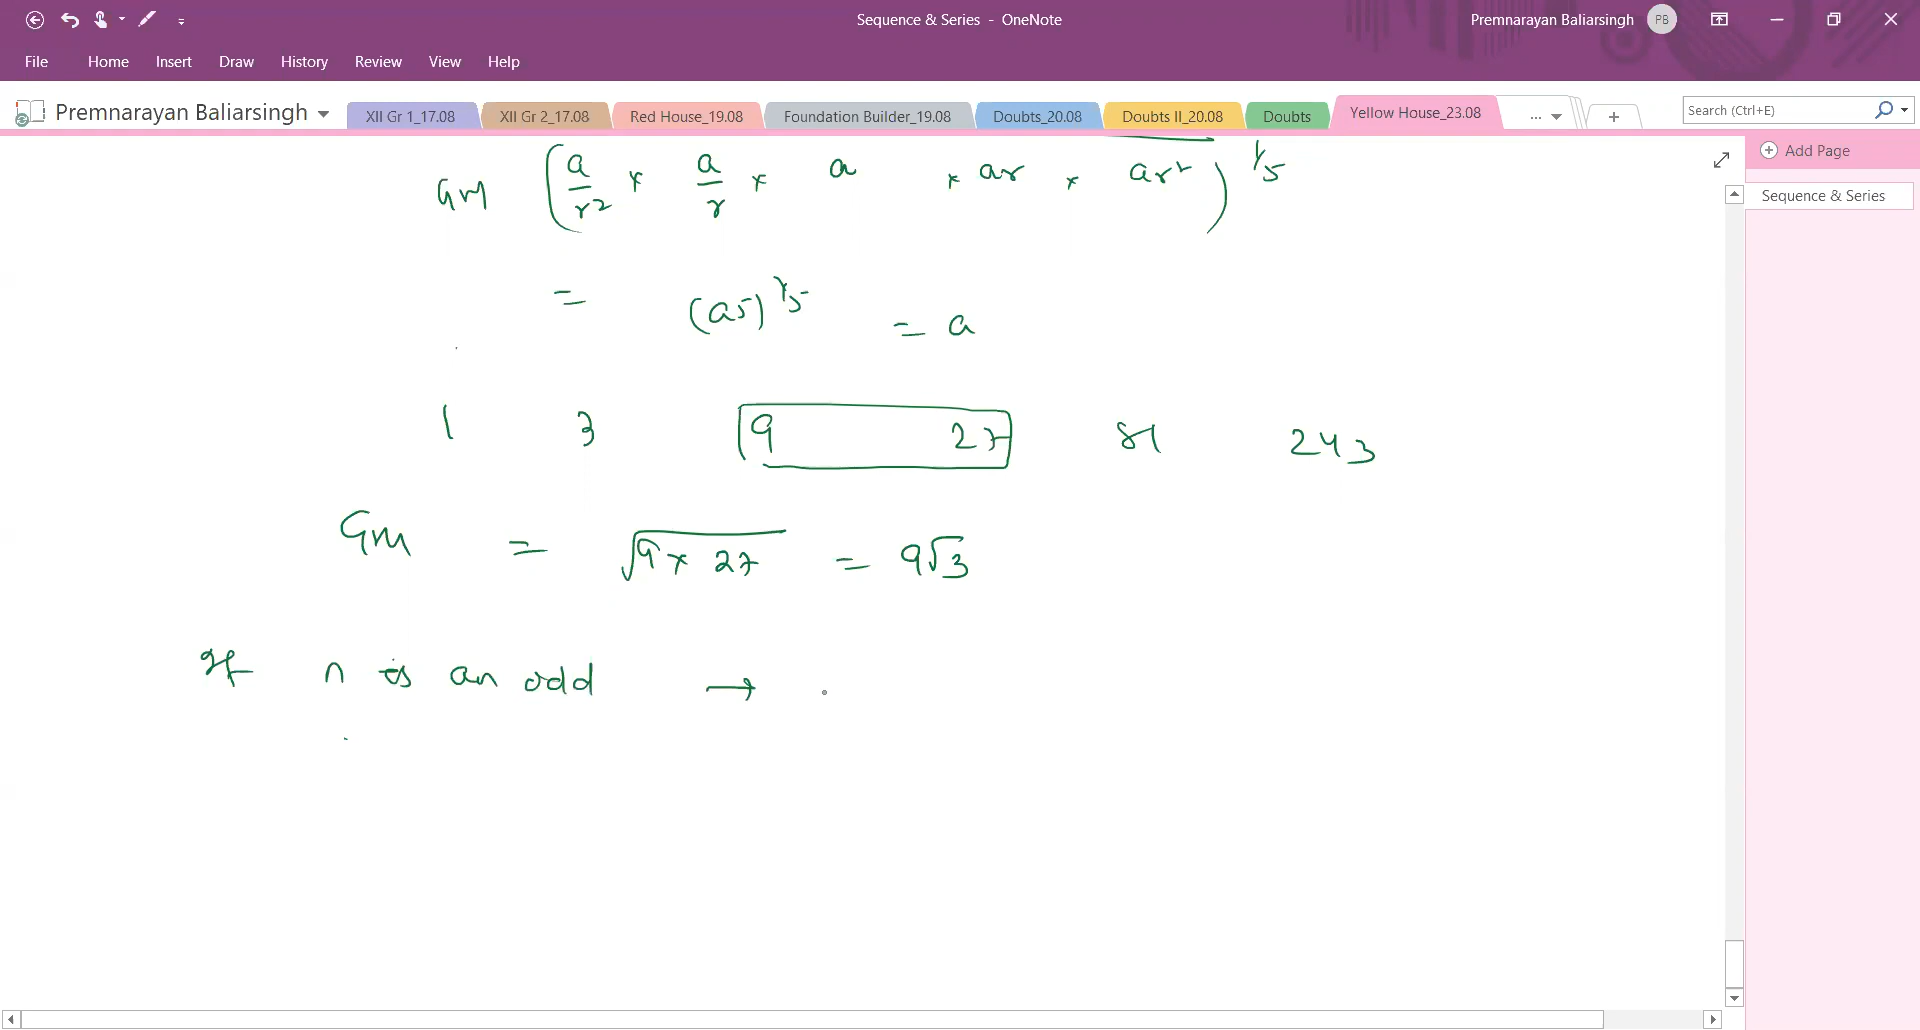 Sequence & Series - OneNote
Premnarayan Baliarsingh PB
File Home Insert Draw History Review View Help
Premnarayan Baliarsingh XII Gr 1_17.08 XII Gr 2_17.08 Red House_19.08 Foundation Builder_19.08 Doubts_20.08 Doubts II_20.08 Doubts Yellow House_23.08 ... + Search (Ctrl+E)
Add Page
Sequence & Series
GM (a/r² × a/r × a × ar × ar²)^1/5
= (a5)^1/5 = a
1 3 9 27 81 243
GM = √9 × 27 = 9√3
If n is an odd →